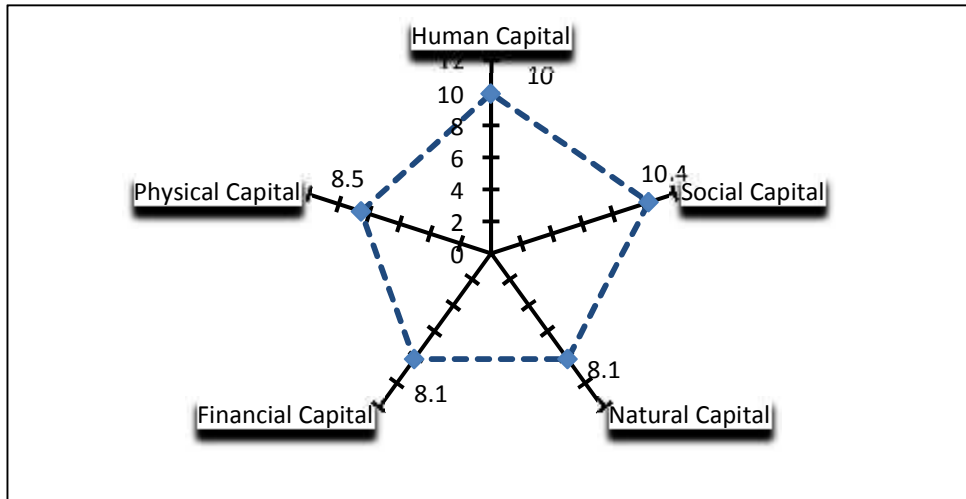 Human Capital
12
10
10
8
8.5
10.4
Physical Capital
Social Capital
6
4
2
0
8.1
8.1
Financial Capital
Natural Capital